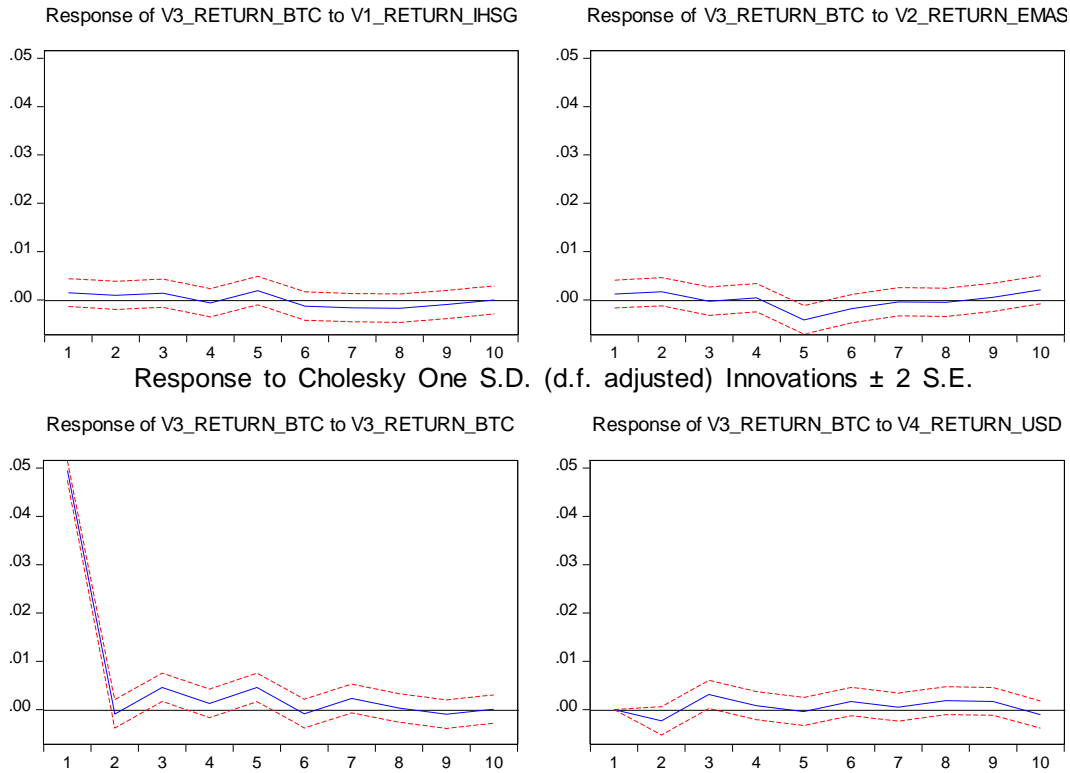 Response of V3_RETURN_BTC to V1_RETURN_IHSG
.05
.04
.03
.02
.01
.00
1 2 3 4 5 6 7 8 9 10
Response of V3_RETURN_BTC to V2_RETURN_EMAS
.05
.04
.03
.02
.01
.00
1 2 3 4 5 6 7 8 9 10
Response to Cholesky One S.D. (d.f. adjusted) Innovations ± 2 S.E.
Response of V3_RETURN_BTC to V3_RETURN_BTC
.05
.04
.03
.02
.01
.00
1 2 3 4 5 6 7 8 9 10
Response of V3_RETURN_BTC to V4_RETURN_USD
.05
.04
.03
.02
.01
.00
1 2 3 4 5 6 7 8 9 10